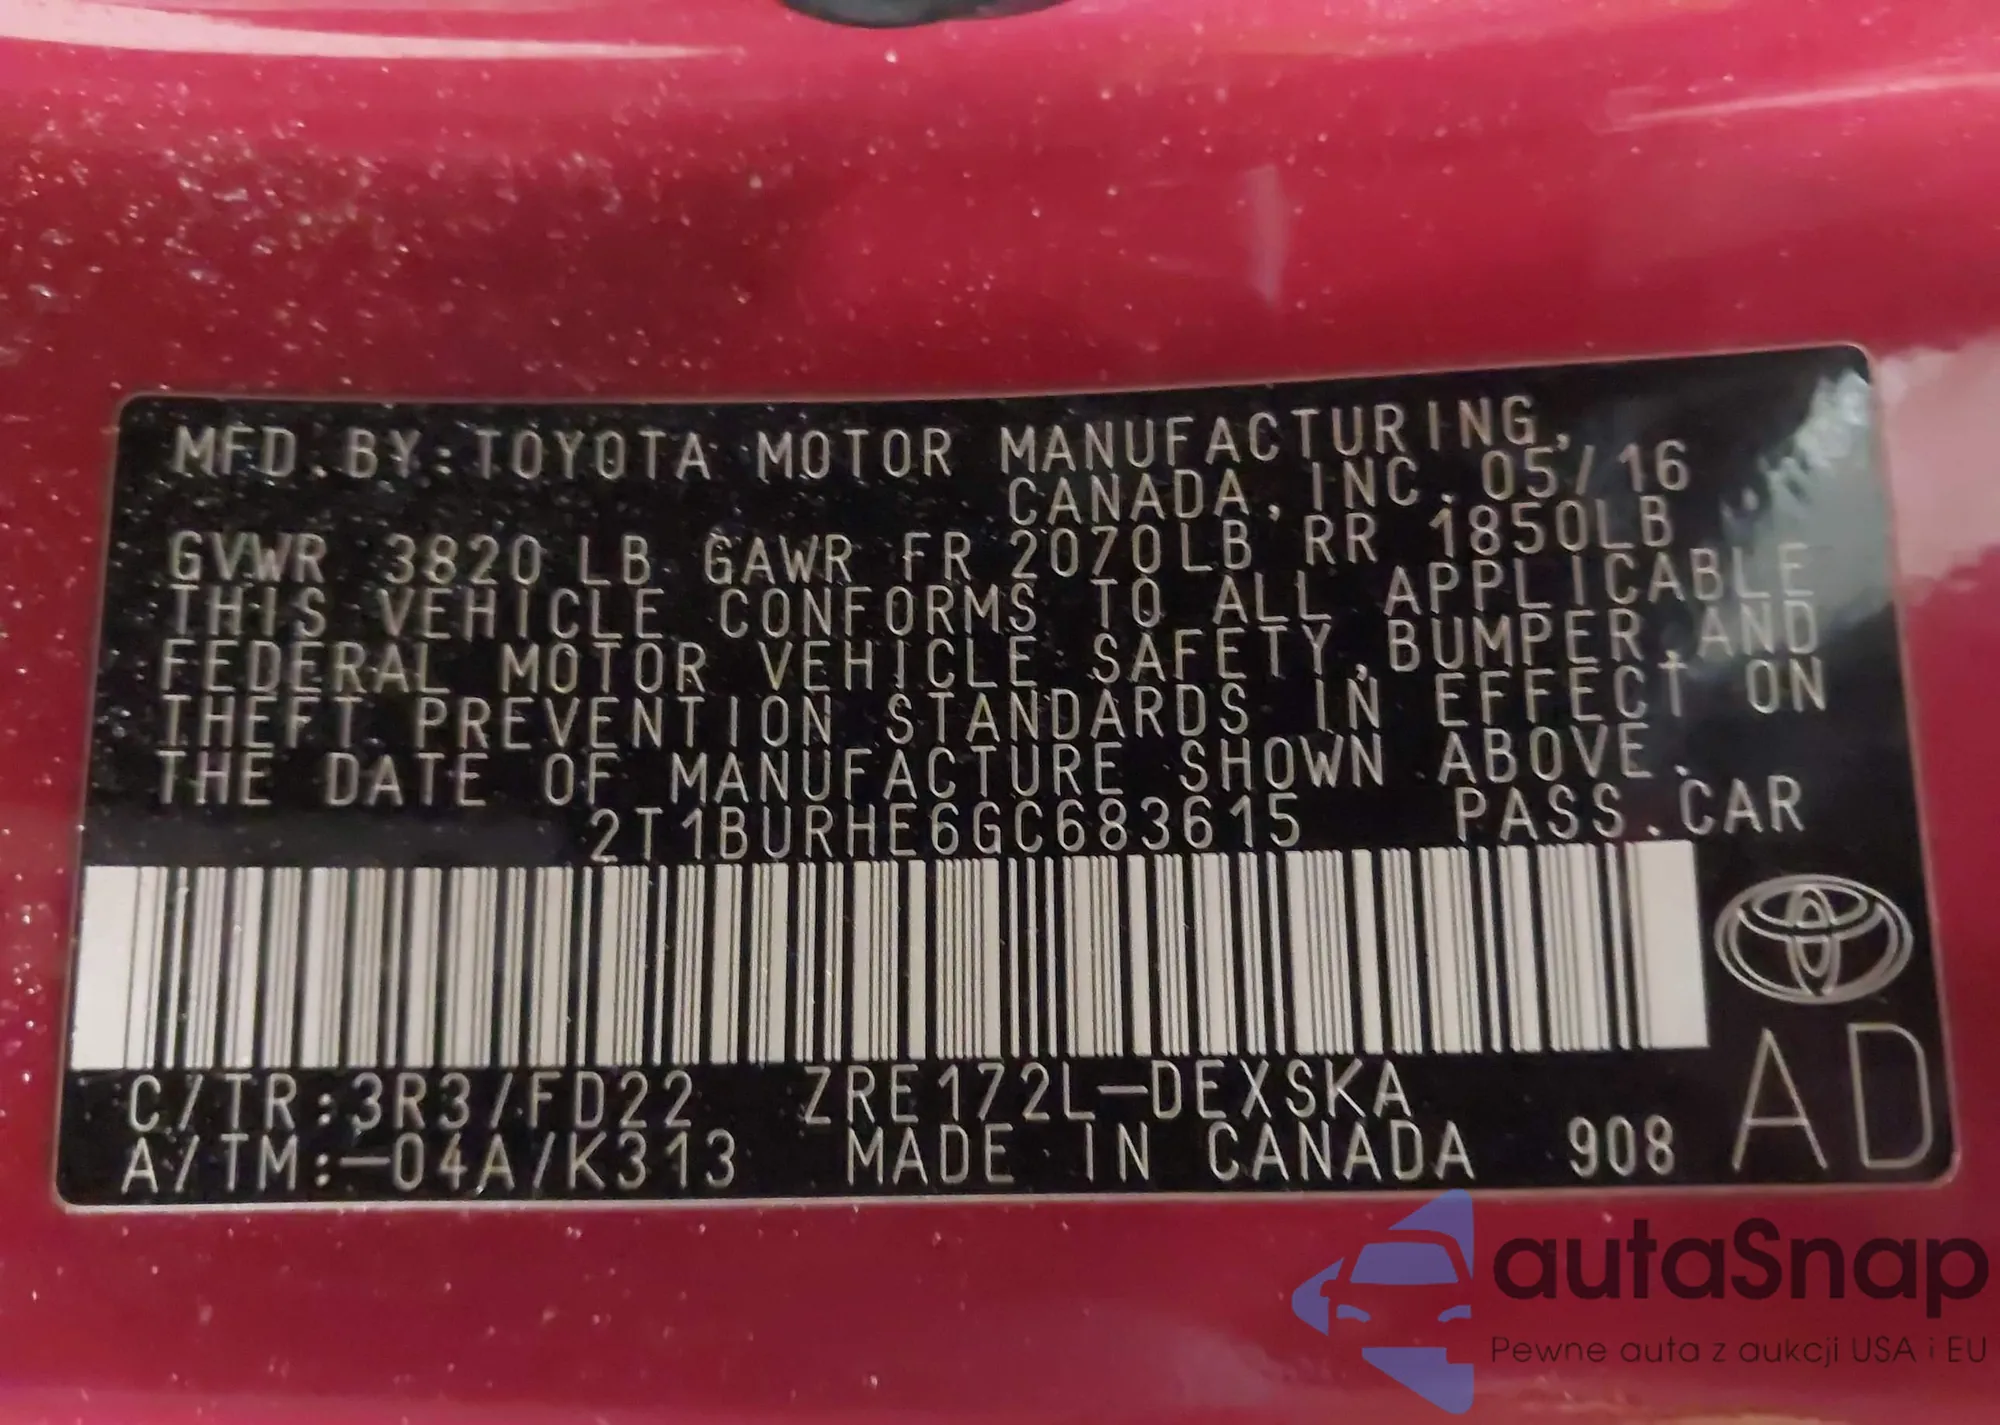 MFD.BY:TOYOTA MOTOR MANUFACTURING,
CANADA,INC. 05/16
GVWR 3820 LB GAWR FR 2070LB RR 1850LB
THIS VEHICLE CONFORMS TO ALL APPLICABLE
FEDERAL MOTOR VEHICLE SAFETY,BUMPER,AND
THEFT PREVENTION STANDARDS IN EFFECT ON
THE DATE OF MANUFACTURE SHOWN ABOVE.
2T1BURHE6GC683615 PASS.CAR
C/TR:3R3/FD22 ZRE172L-DEXSKA
A/TM:-04A/K313 MADE IN CANADA 908
AD
autaSnap
Pewne auta z aukcji USA i EU